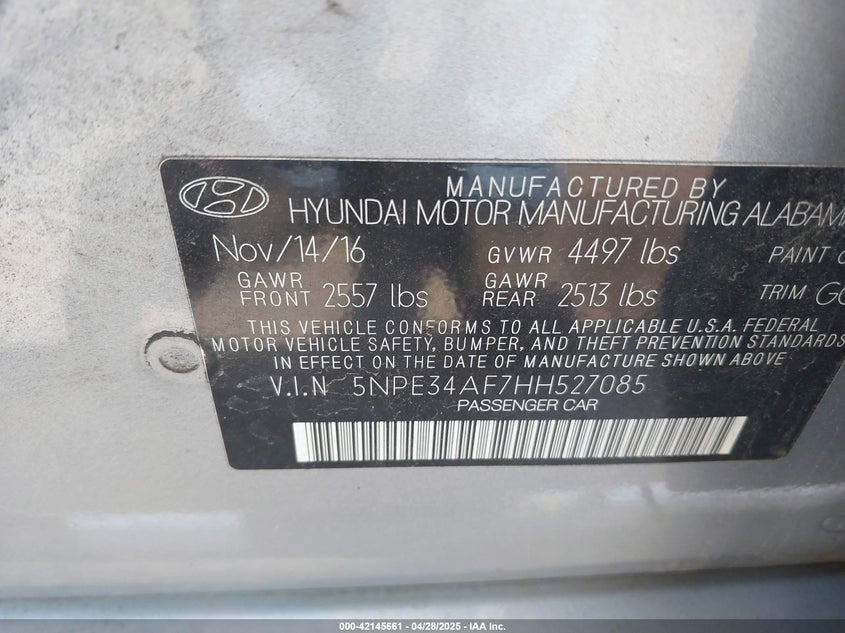 MANUFACTURED BY
HYUNDAI MOTOR MANUFACTURING ALABAMA
Nov/14/16 GVWR 4497 lbs PAINT
GAWR FRONT 2557 lbs GAWR REAR 2513 lbs TRIM
THIS VEHICLE CONFORMS TO ALL APPLICABLE U.S.A. FEDERAL
MOTOR VEHICLE SAFETY, BUMPER, AND THEFT PREVENTION STANDARDS
IN EFFECT ON THE DATE OF MANUFACTURE SHOWN ABOVE
V.I.N 5NPE34AF7HH527085
PASSENGER CAR
000-42145661 | 04/28/2025 - IAA Inc.